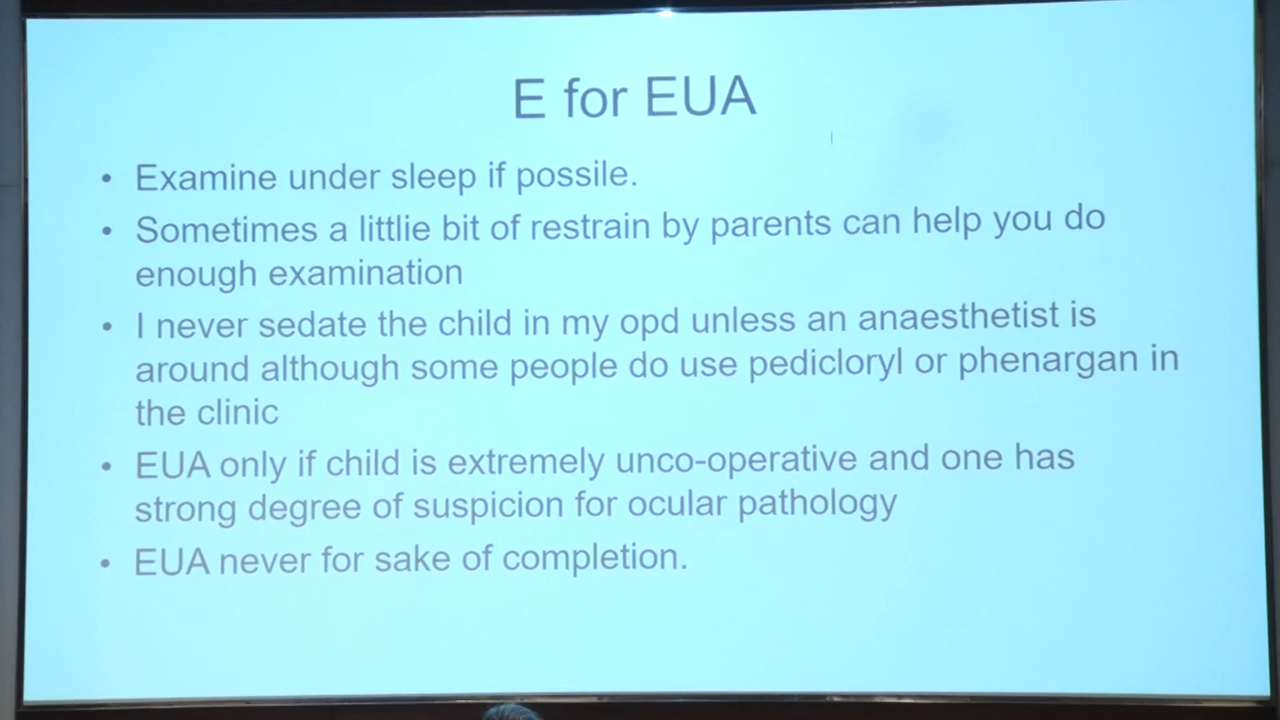 E for EUA
• Examine under sleep if possile.
• Sometimes a littlie bit of restrain by parents can help you do
enough examination
• I never sedate the child in my opd unless an anaesthetist is
around although some people do use pedicloryl or phenargan in
the clinic
• EUA only if child is extremely unco-operative and one has
strong degree of suspicion for ocular pathology
• EUA never for sake of completion.